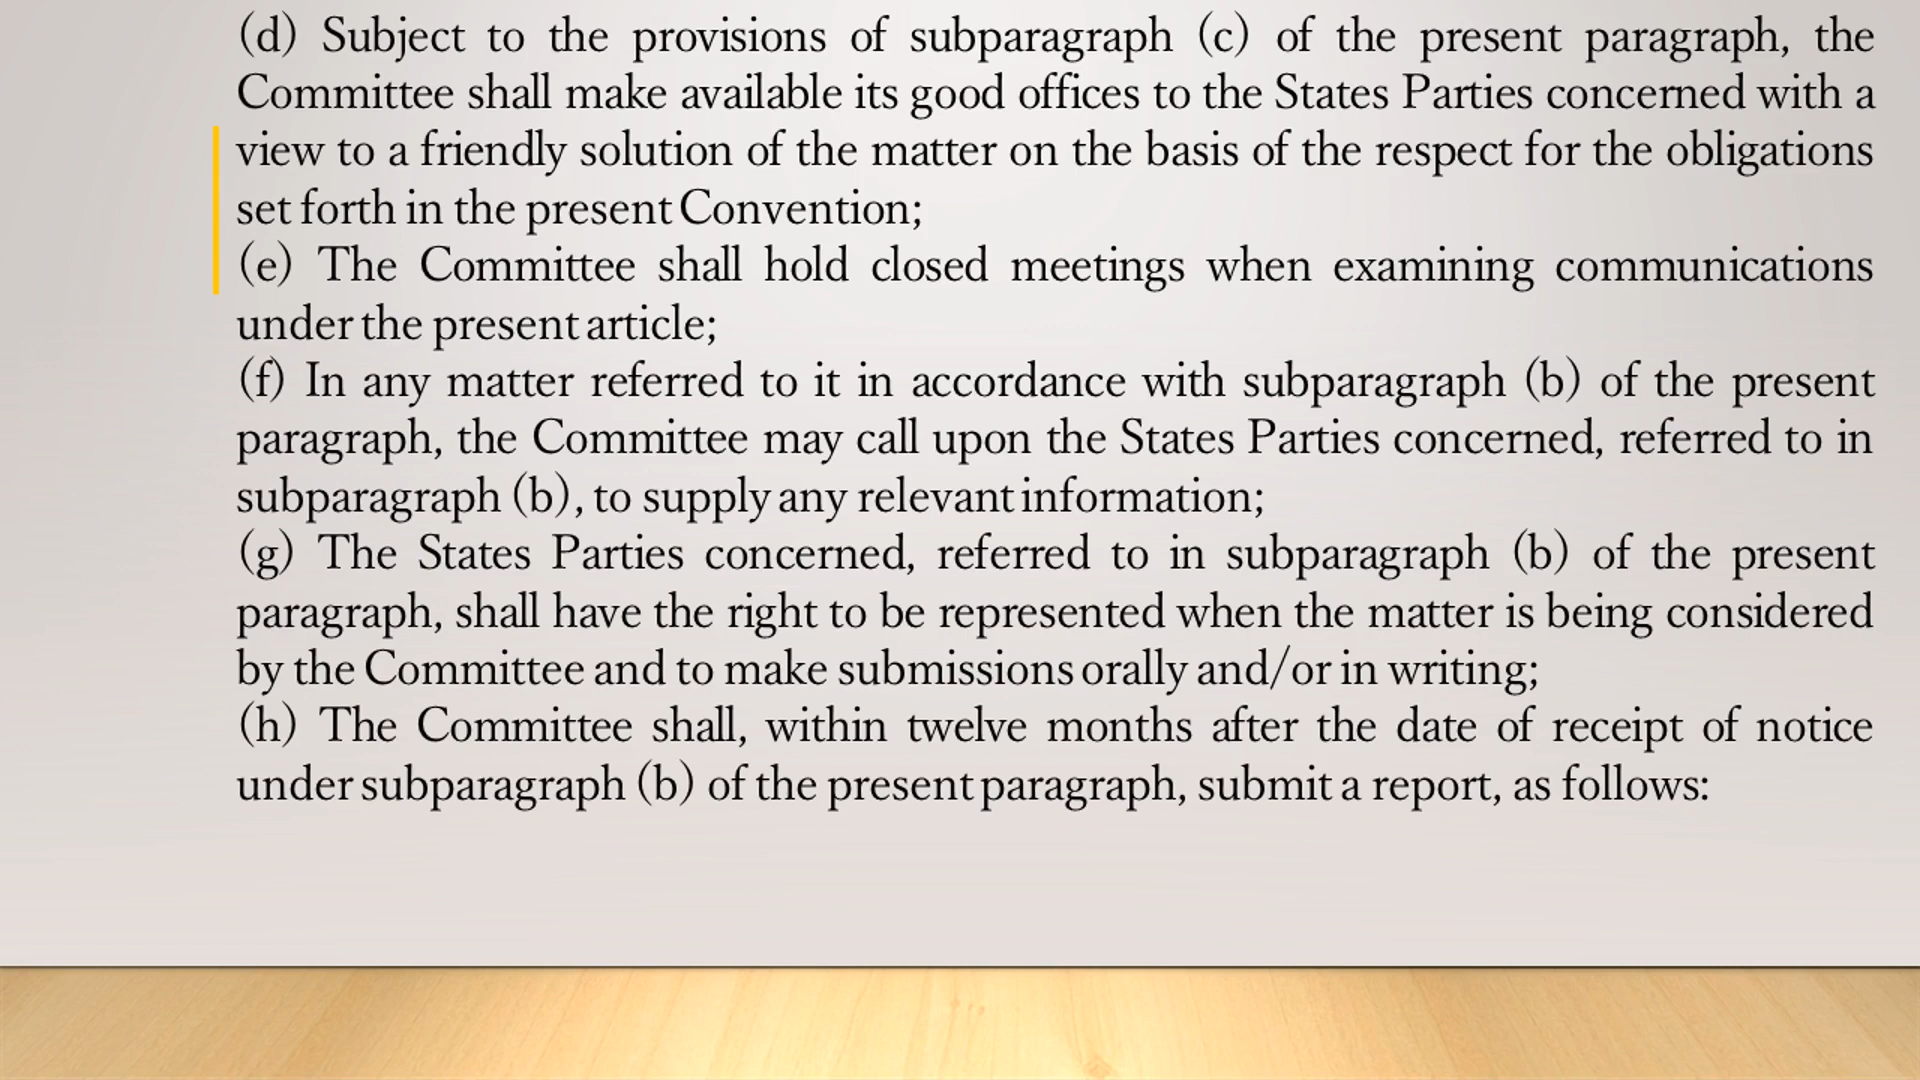 (d) Subject to the provisions of subparagraph (c) of the present paragraph, the
Committee shall make available its good offices to the States Parties concerned with a
view to a friendly solution of the matter on the basis of the respect for the obligations
set forth in the present Convention;
(e) The Committee shall hold closed meetings when examining communications
under the present article;
(f) In any matter referred to it in accordance with subparagraph (b) of the present
paragraph, the Committee may call upon the States Parties concerned, referred to in
subparagraph (b), to supply any relevant information;
(g) The States Parties concerned, referred to in subparagraph (b) of the present
paragraph, shall have the right to be represented when the matter is being considered
by the Committee and to make submissions orally and/or in writing;
(h) The Committee shall, within twelve months after the date of receipt of notice
under subparagraph (b) of the present paragraph, submit a report, as follows: